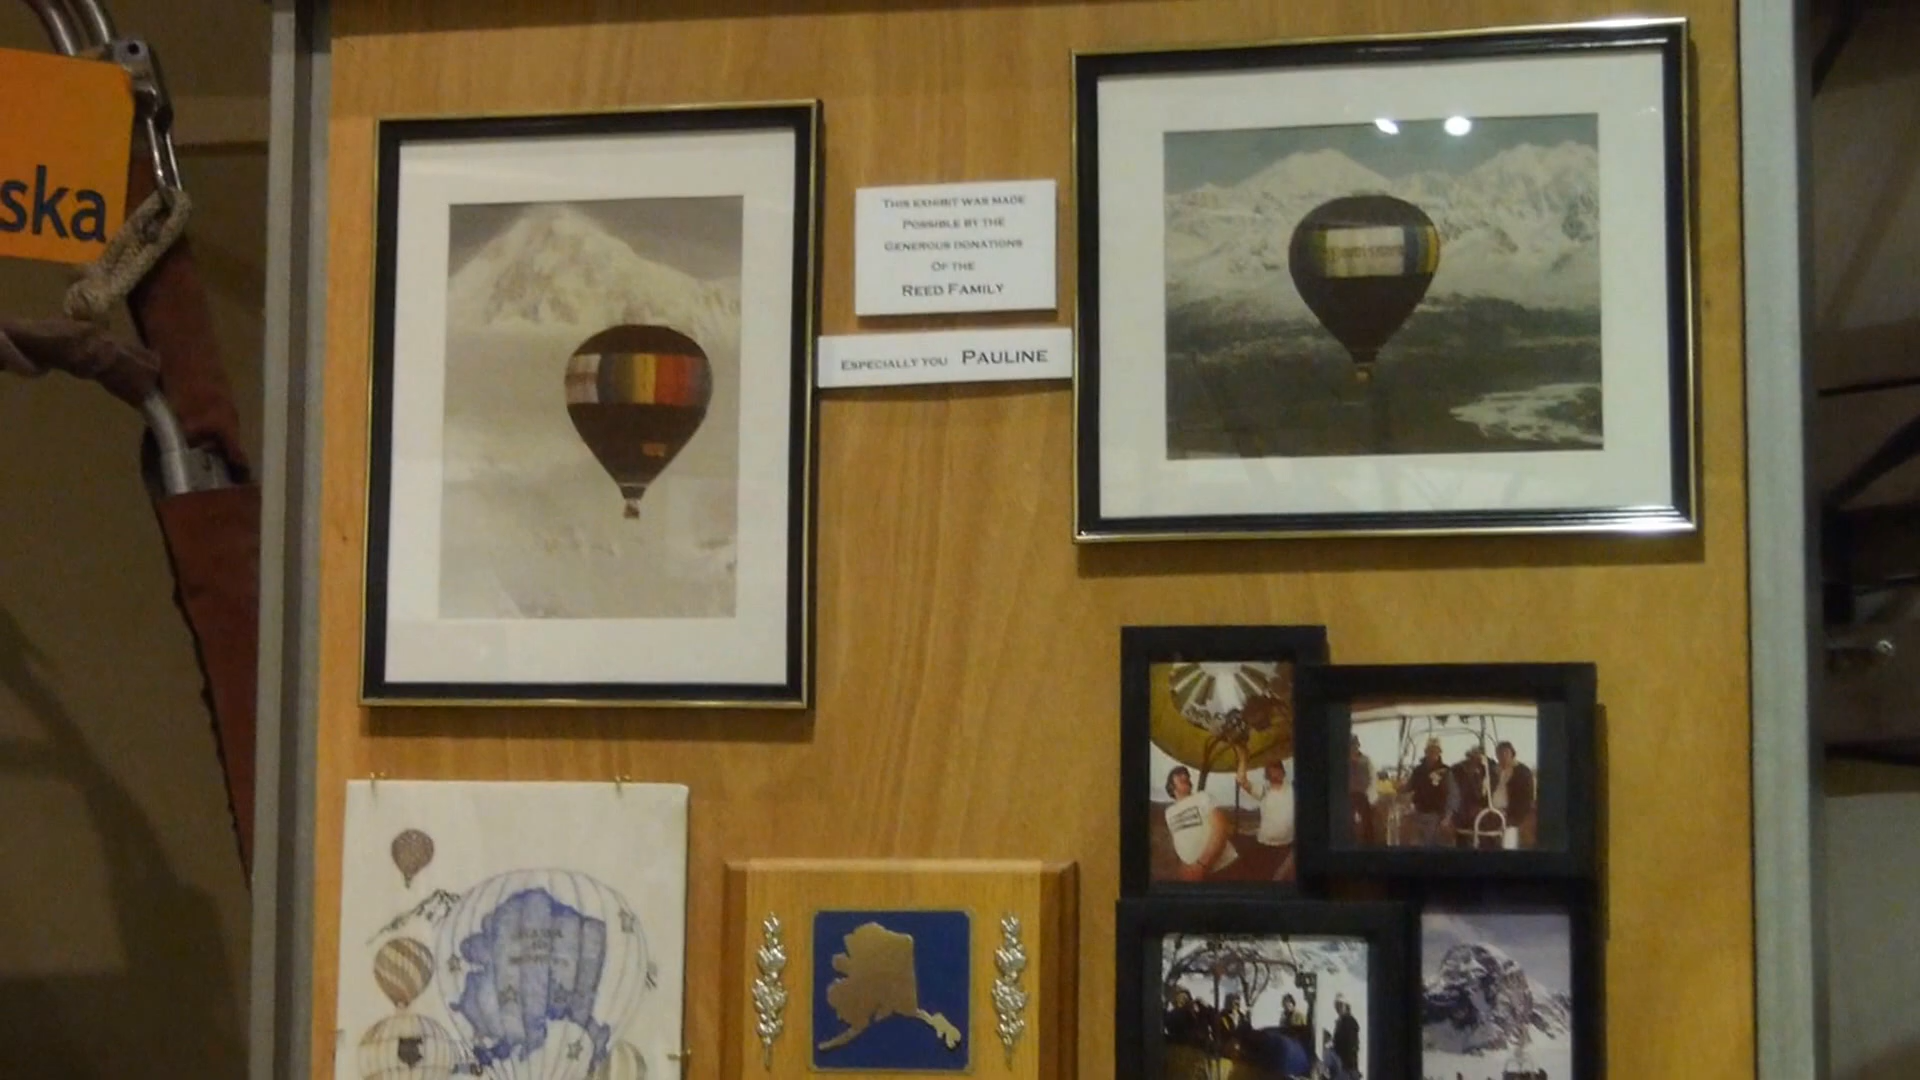 ska
THIS EXHIBIT WAS MADE
POSSIBLE BY THE
GENEROUS DONATIONS
OF THE
REED FAMILY
ESPECIALLY YOU PAULINE